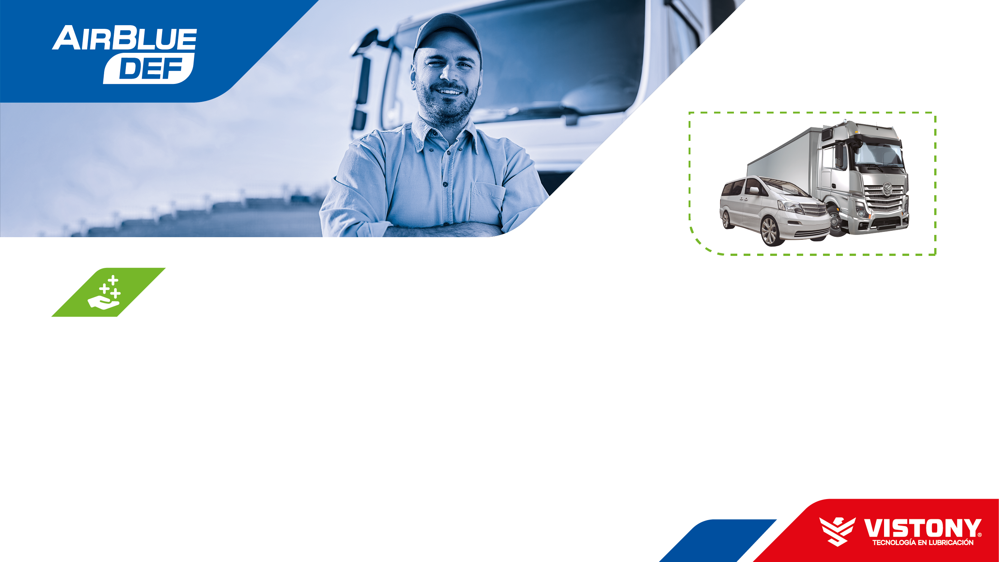 AIRBLUE
DEF
VISTONY®
TECNOLOGÍA EN LUBRICACIÓN